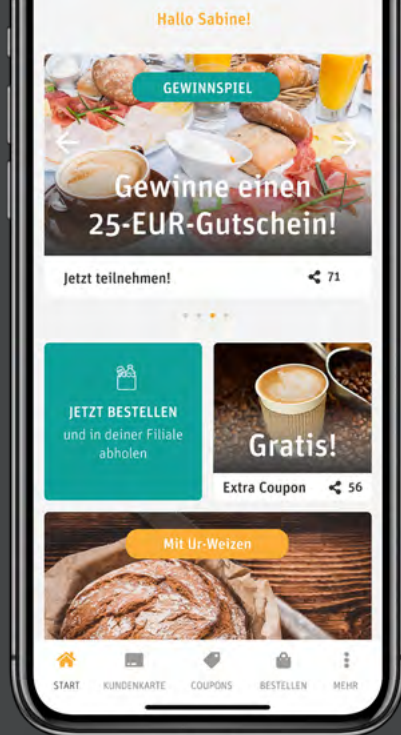 Hallo Sabine!
GEWINNSPIEL
Gewinne einen
25-EUR-Gutschein!
Jetzt teilnehmen!
71
JETZT BESTELLEN
und in deiner Filiale
abholen
Gratis!
Extra Coupon
56
Mit Ur-Weizen
START
KUNDENKARTE
COUPONS
BESTELLEN
MEHR